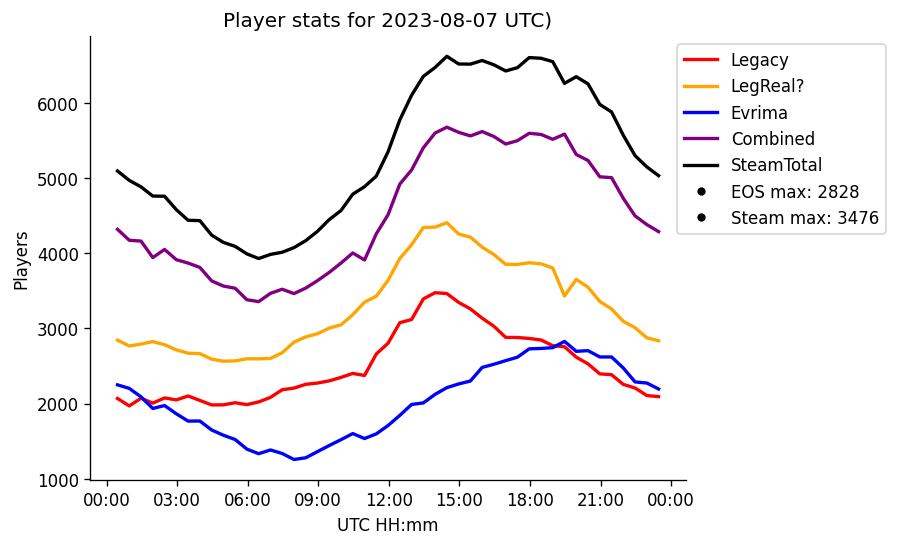 Player stats for 2023-08-07 UTC)
Legacy
LegReal?
Evrima
Combined
SteamTotal
EOS max: 2828
Steam max: 3476
Players
6000
5000
4000
3000
2000
1000
00:00 03:00 06:00 09:00 12:00 15:00 18:00 21:00 00:00
UTC HH:mm